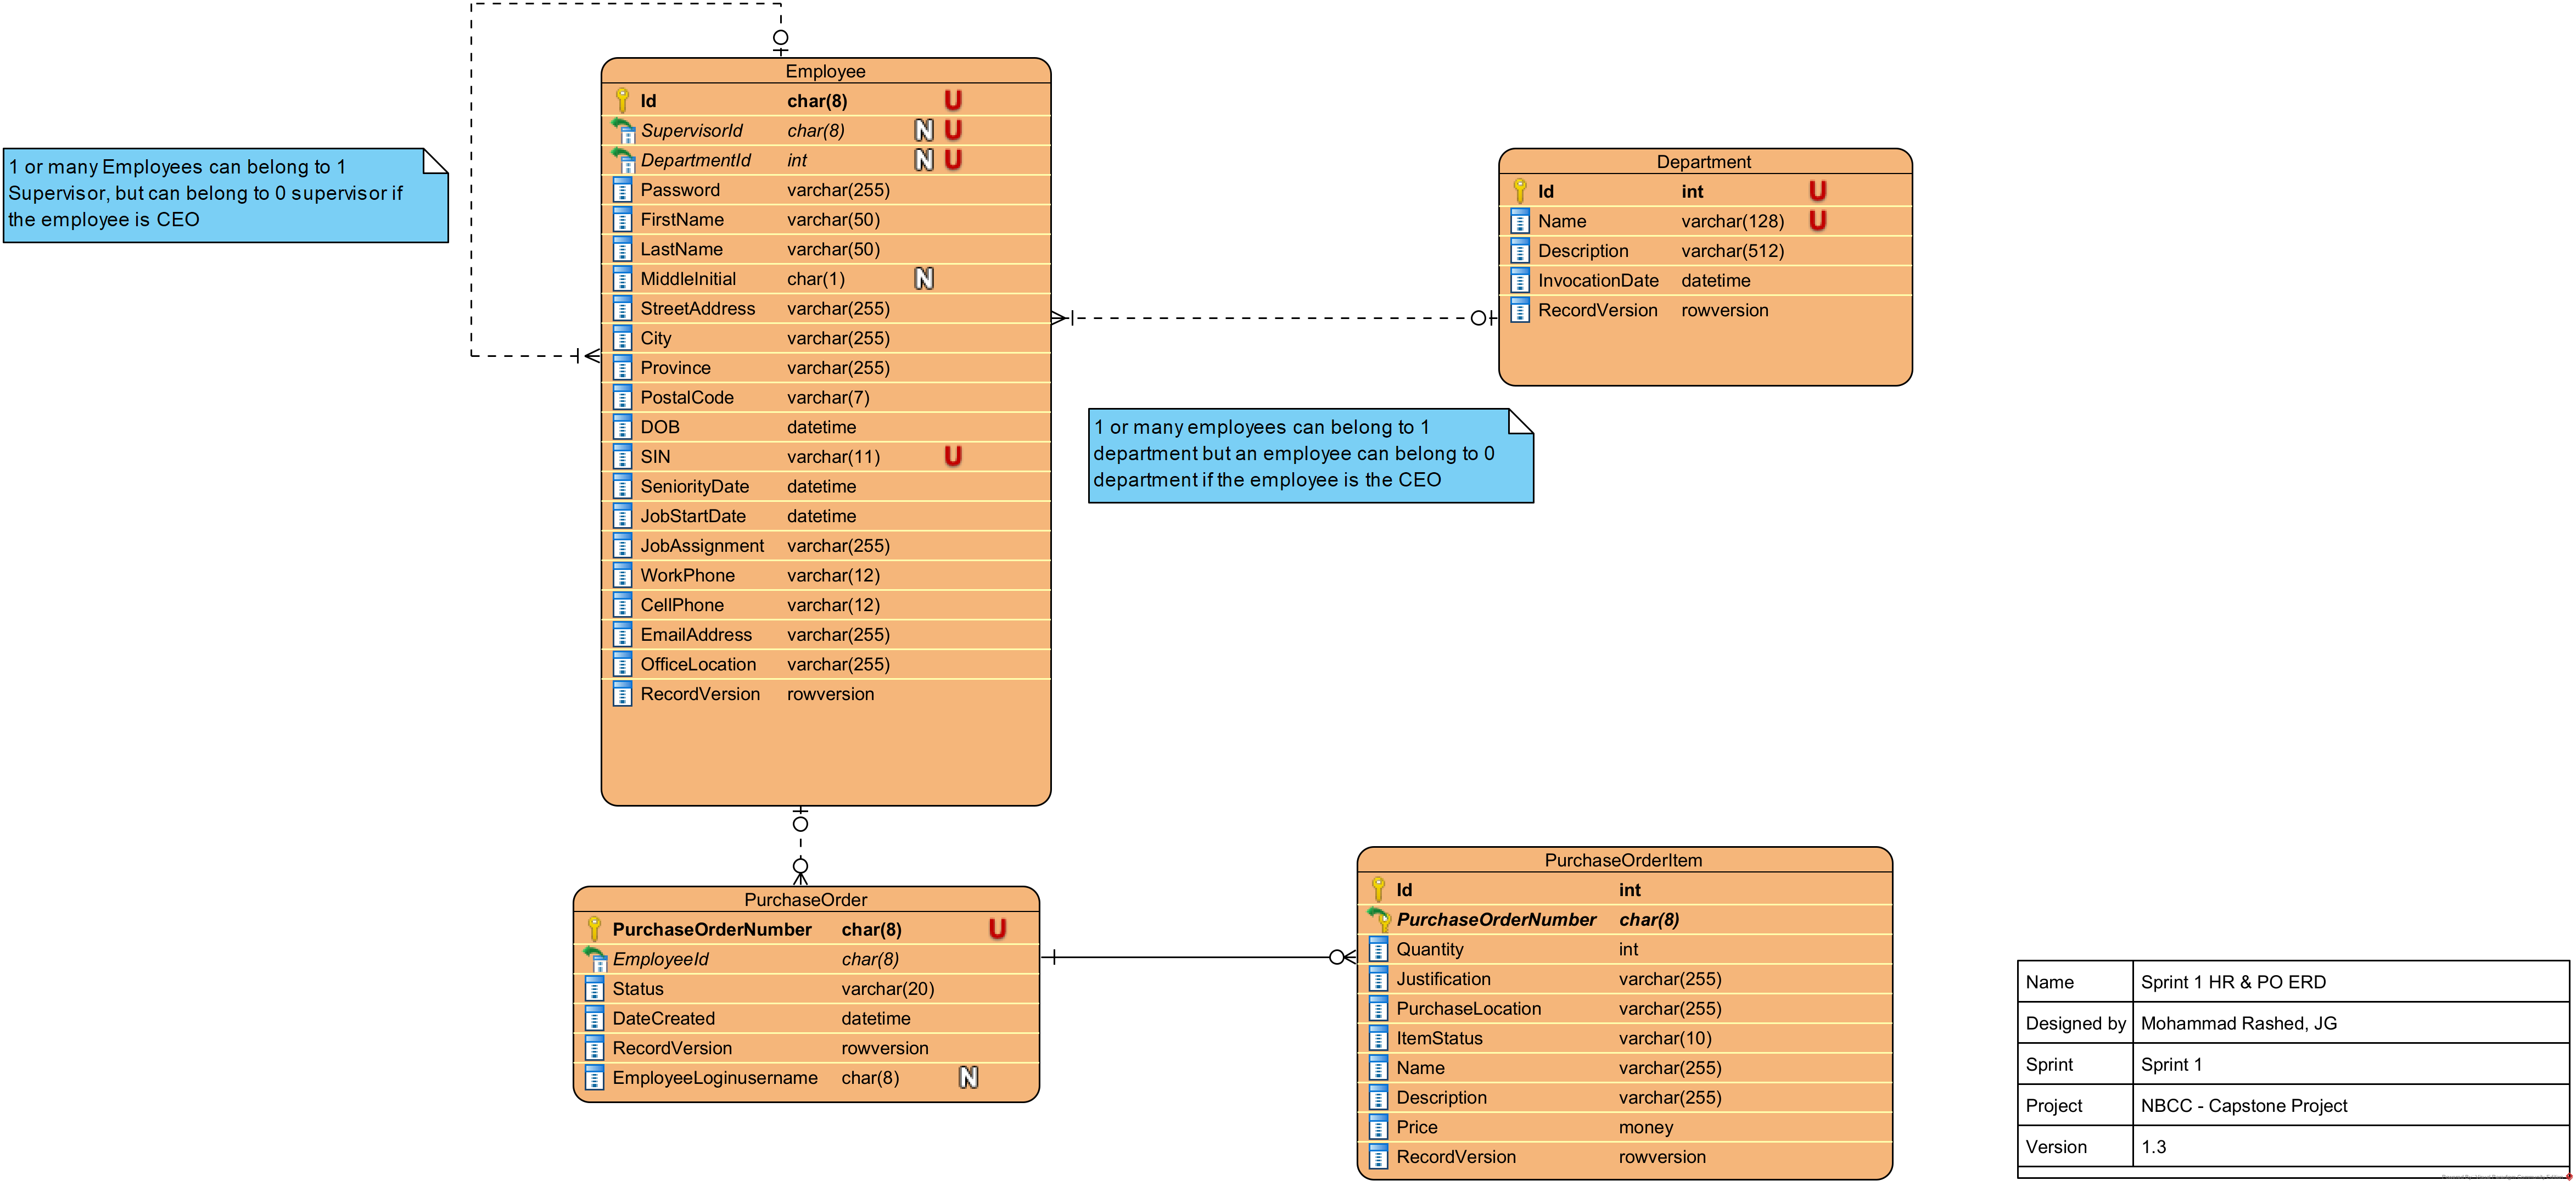 1 or many Employees can belong to 1
Supervisor, but can belong to 0 supervisor if
the employee is CEO
Employee
Id char(8) U
SupervisorId char(8) N U
DepartmentId int N U
Password varchar(255)
FirstName varchar(50)
LastName varchar(50)
MiddleInitial char(1) N
StreetAddress varchar(255)
City varchar(255)
Province varchar(255)
PostalCode varchar(7)
DOB datetime
SIN varchar(11) U
SeniorityDate datetime
JobStartDate datetime
JobAssignment varchar(255)
WorkPhone varchar(12)
CellPhone varchar(12)
EmailAddress varchar(255)
OfficeLocation varchar(255)
RecordVersion rowversion
Department
Id int U
Name varchar(128) U
Description varchar(512)
InvocationDate datetime
RecordVersion rowversion
1 or many employees can belong to 1
department but an employee can belong to 0
department if the employee is the CEO
PurchaseOrder
PurchaseOrderNumber char(8) U
EmployeeId char(8)
Status varchar(20)
DateCreated datetime
RecordVersion rowversion
EmployeeLoginusername char(8) N
PurchaseOrderItem
Id int
PurchaseOrderNumber char(8)
Quantity int
Justification varchar(255)
PurchaseLocation varchar(255)
ItemStatus varchar(10)
Name varchar(255)
Description varchar(255)
Price money
RecordVersion rowversion
Name Sprint 1 HR & PO ERD
Designed by Mohammad Rashed, JG
Sprint Sprint 1
Project NBCC - Capstone Project
Version 1.3